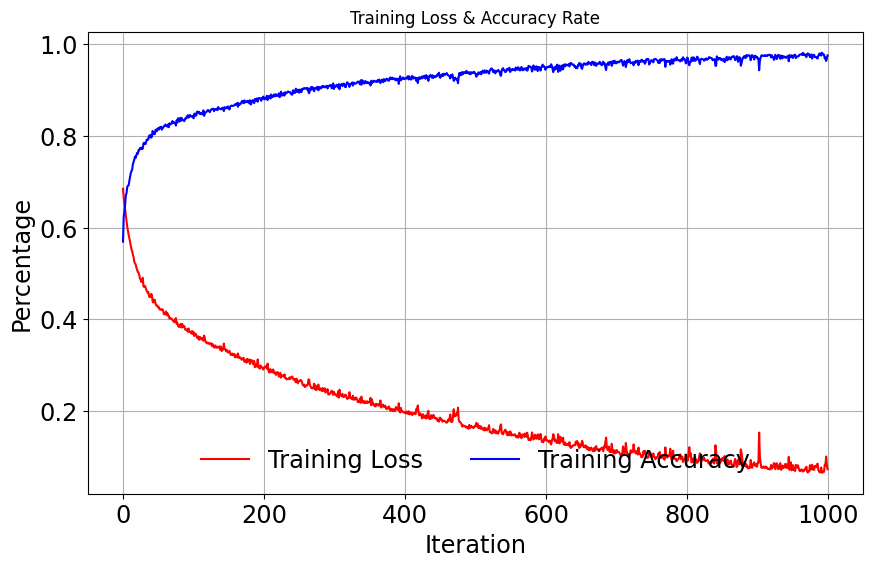 Training Loss & Accuracy Rate
1.0
0.8
0.6
0.4
0.2
Percentage
Training Loss
Training Accuracy
0
200
400
600
800
1000
Iteration